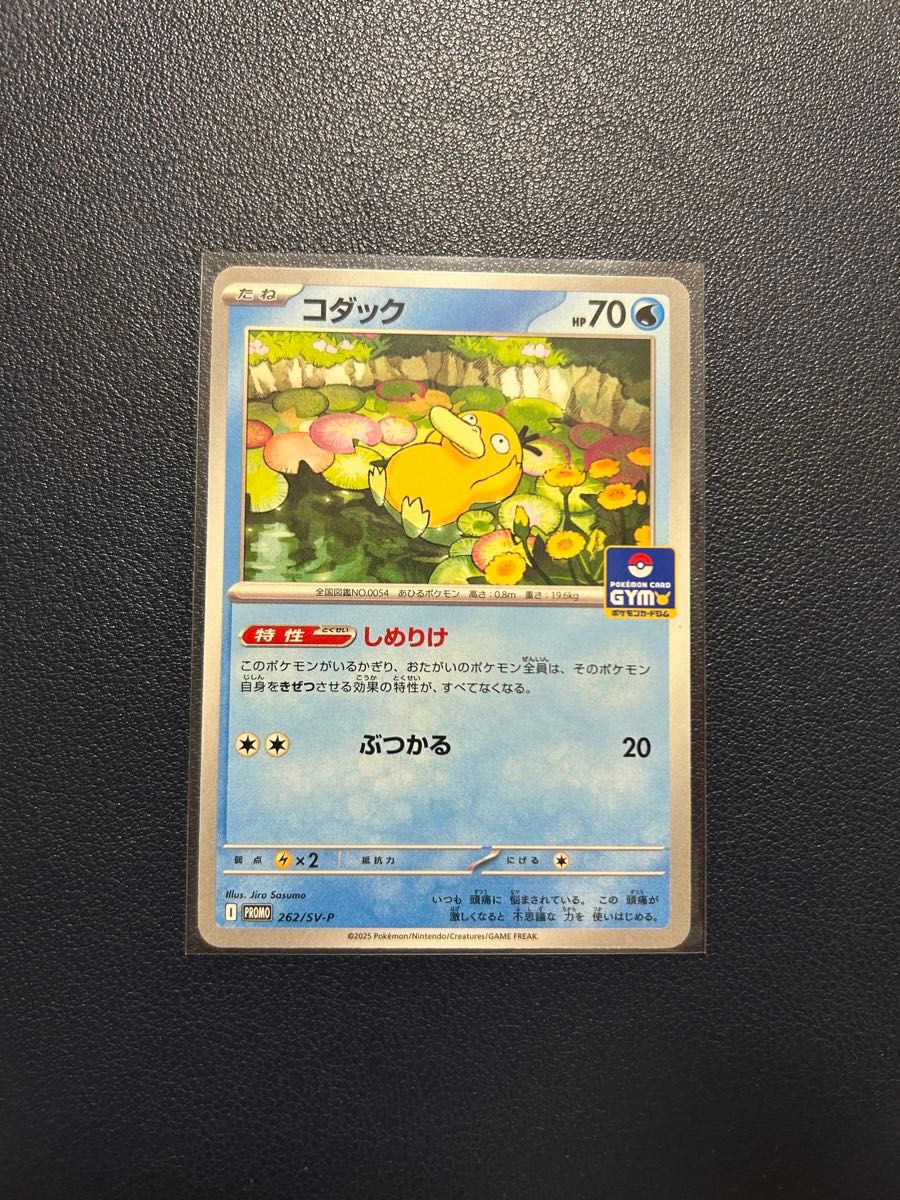 たね
コダック
HP70
POKÉMON CARD
GYM
ポケモンカードジム
全国図鑑NO.0054 あひるポケモン 高さ:0.8m 重さ:19.6kg
特性 とくせい しめりけ
このポケモンがいるかぎり、おたがいのポケモン全員は、そのポケモン
自身をきぜつさせる効果の特性が、すべてなくなる。
ぶつかる 20
弱点 ×2 抵抗力 にげる
Illus. Jiro Sasumo
いつも 頭痛に 悩まされている。この 頭痛が
激しくなると 不思議な 力を 使いはじめる。
I PROMO 262/SV-P
©2025 Pokémon/Nintendo/Creatures/GAME FREAK.